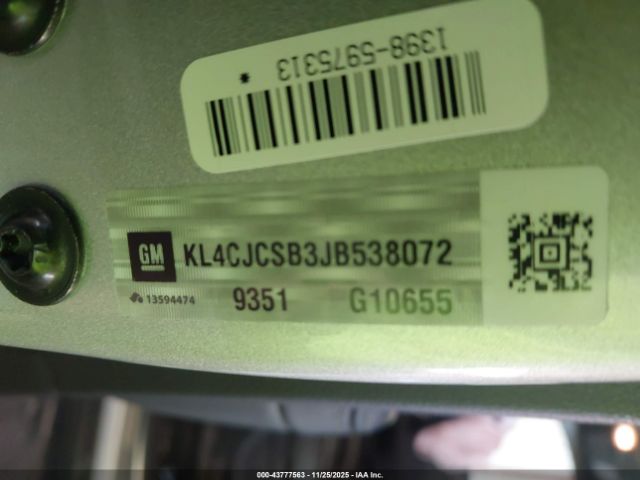 1398-5975313 *
GM
KL4CJCSB3JB538072
13594474
9351
G10655
000-43777563 - 11/25/2025 - IAA Inc.